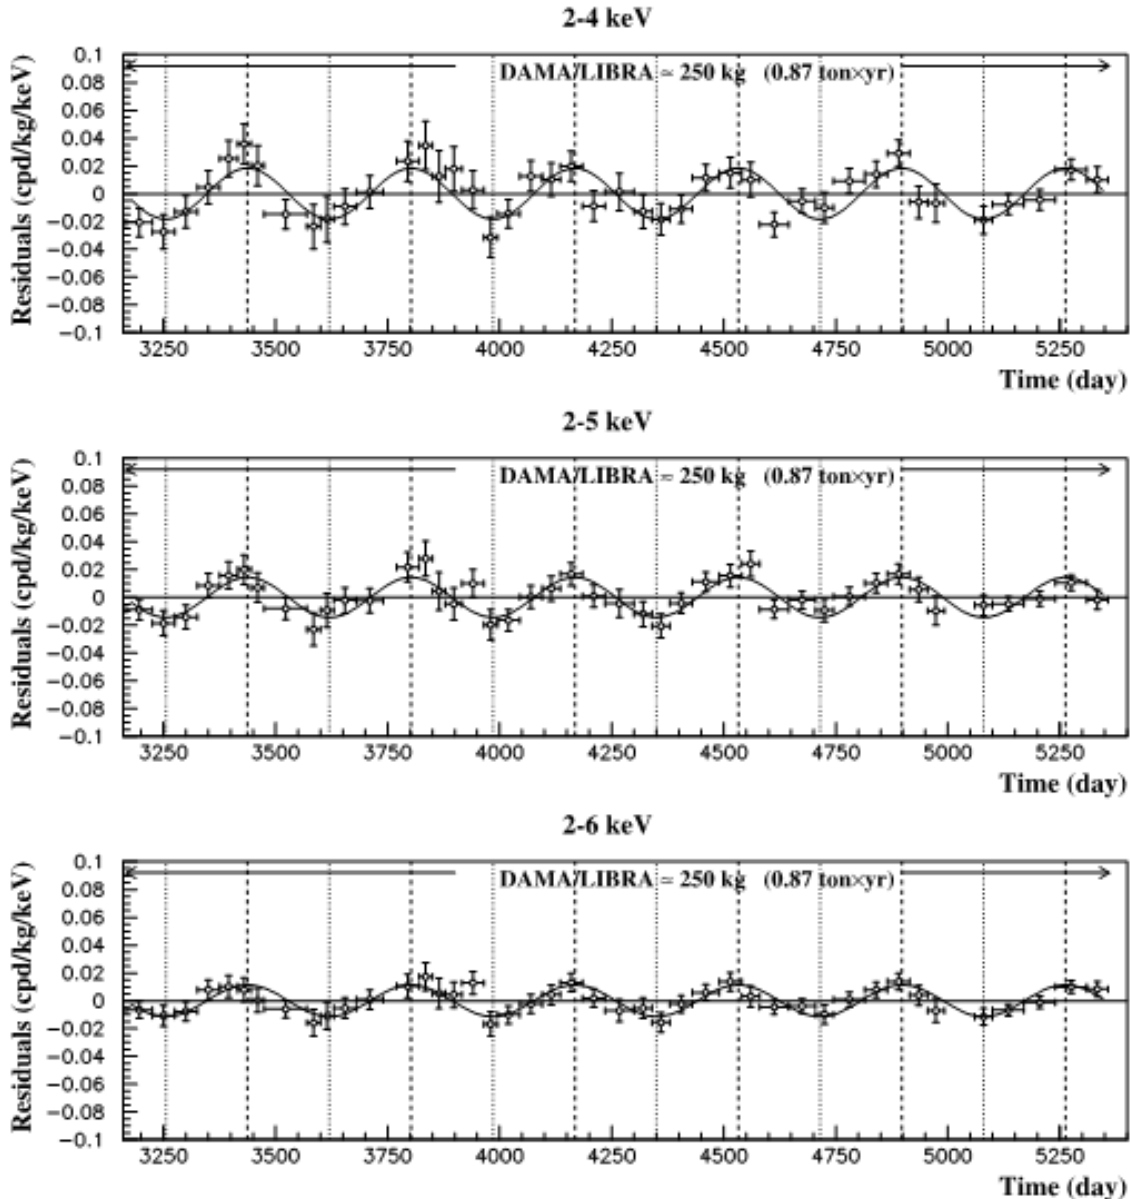 2-4 keV
Residuals (cpd/kg/keV)
0.1
0.08
0.06
0.04
0.02
0
−0.02
−0.04
−0.06
−0.08
−0.1
DAMA/LIBRA ≈ 250 kg (0.87 ton×yr)
3250 3500 3750 4000 4250 4500 4750 5000 5250
Time (day)
2-5 keV
Residuals (cpd/kg/keV)
0.1
0.08
0.06
0.04
0.02
0
−0.02
−0.04
−0.06
−0.08
−0.1
DAMA/LIBRA ≈ 250 kg (0.87 ton×yr)
3250 3500 3750 4000 4250 4500 4750 5000 5250
Time (day)
2-6 keV
Residuals (cpd/kg/keV)
0.1
0.08
0.06
0.04
0.02
0
−0.02
−0.04
−0.06
−0.08
−0.1
DAMA/LIBRA ≈ 250 kg (0.87 ton×yr)
3250 3500 3750 4000 4250 4500 4750 5000 5250
Time (day)